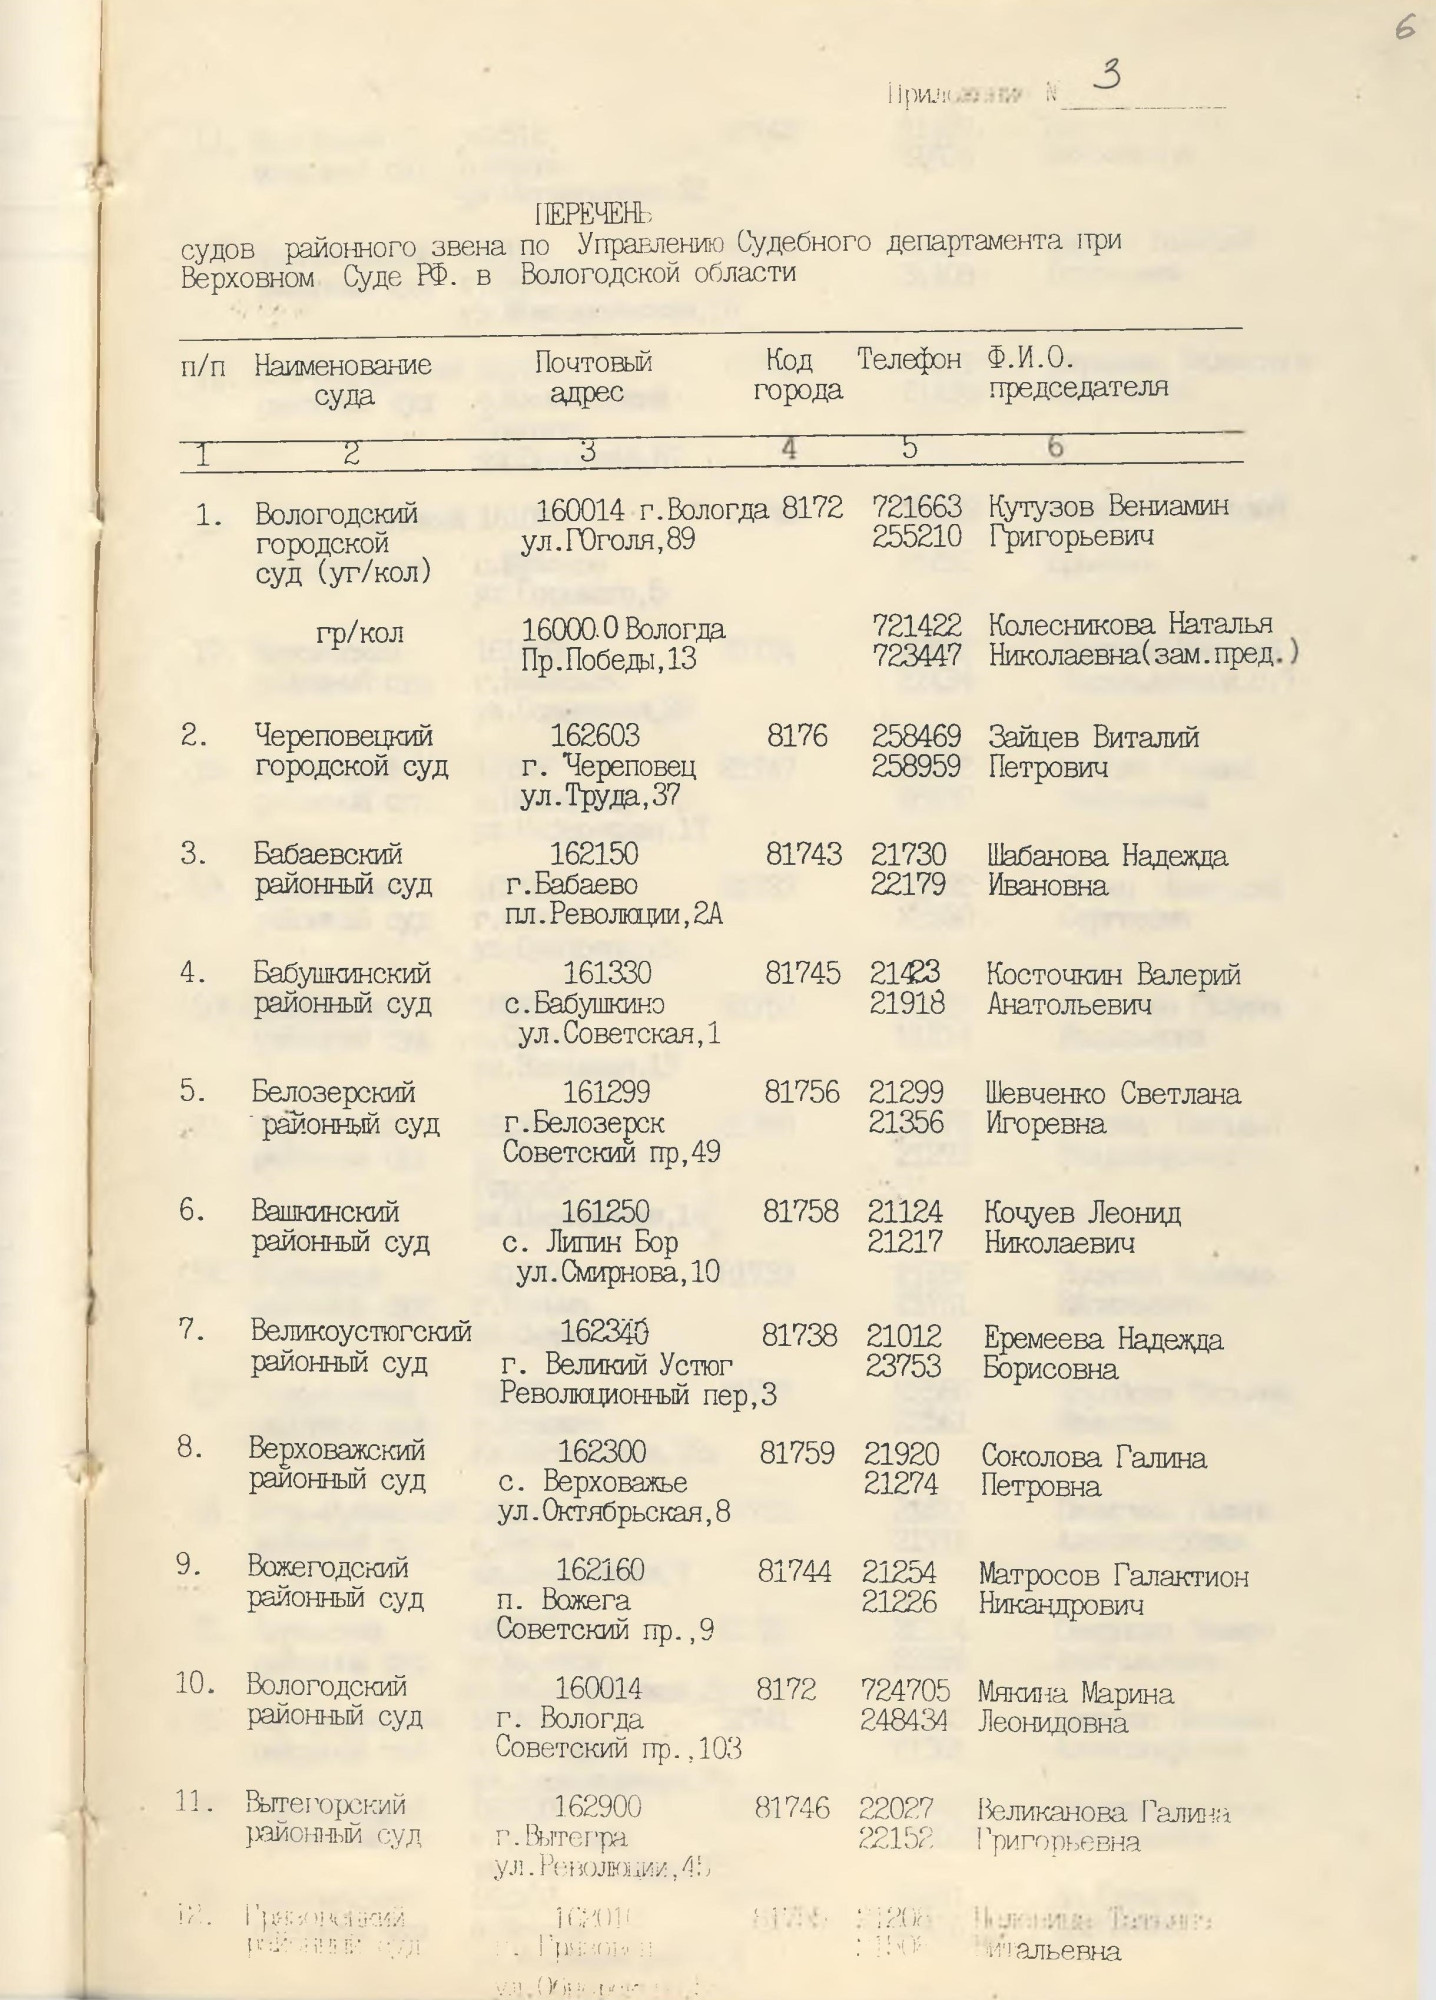 6
Приложение № 3
ПЕРЕЧЕНЬ
судов районного звена по Управлению Судебного департамента при
Верховном Суде РФ. в Вологодской области
п/п Наименование Почтовый Код Телефон Ф.И.О.
суда адрес города председателя
1 2 3 4 5 6
1. Вологодский 160014 г.Вологда 8172 721663 Кутузов Вениамин
городской ул.ГОголя,89 255210 Григорьевич
суд (уг/кол)
гр/кол 160000 Вологда 721422 Колесникова Наталья
Пр.Победы,13 723447 Николаевна(зам.пред.)
2. Череповецкий 162603 8176 258469 Зайцев Виталий
городской суд г. Череповец 258959 Петрович
ул.Труда,37
3. Бабаевский 162150 81743 21730 Шабанова Надежда
районный суд г.Бабаево 22179 Ивановна
пл.Революции,2А
4. Бабушкинский 161330 81745 21423 Косточкин Валерий
районный суд с.Бабушкино 21918 Анатольевич
ул.Советская,1
5. Белозерский 161299 81756 21299 Шевченко Светлана
районный суд г.Белозерск 21356 Игоревна
Советский пр,49
6. Вашкинский 161250 81758 21124 Кочуев Леонид
районный суд с. Липин Бор 21217 Николаевич
ул.Смирнова,10
7. Великоустюгский 162340 81738 21012 Еремеева Надежда
районный суд г. Великий Устюг 23753 Борисовна
Революционный пер,3
8. Верховажский 162300 81759 21920 Соколова Галина
районный суд с. Верховажье 21274 Петровна
ул.Октябрьская,8
9. Вожегодский 162160 81744 21254 Матросов Галактион
районный суд п. Вожега 21226 Никандрович
Советский пр.,9
10. Вологодский 160014 8172 724705 Мякина Марина
районный суд г. Вологда 248434 Леонидовна
Советский пр.,103
11. Вытегорский 162900 81746 22027 Великанова Галина
районный суд г.Вытегра 22152 Григорьевна
ул.Революции,45
12. Грязовецкий 81755 21208 Татьяна
районный суд г. Грязовец Витальевна